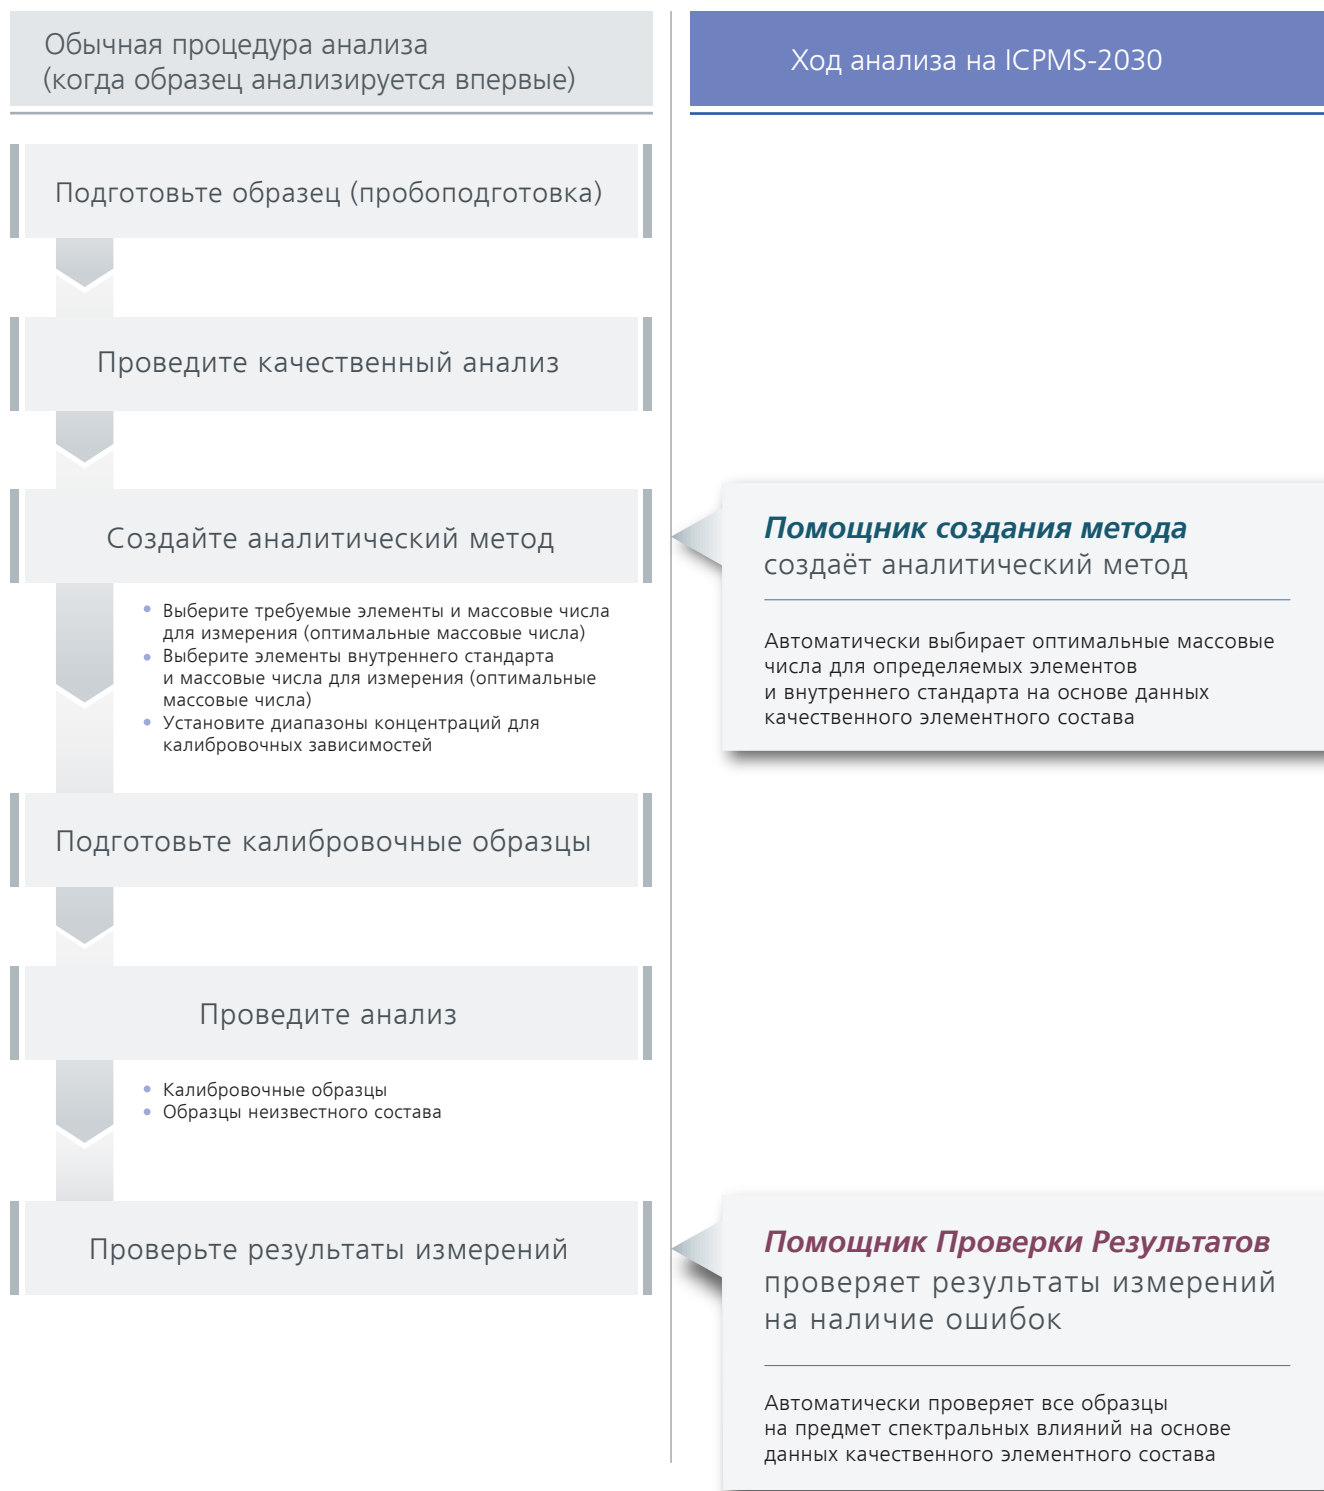 Обычная процедура анализа
(когда образец анализируется впервые)
Ход анализа на ICPMS-2030
Подготовьте образец (пробоподготовка)
Проведите качественный анализ
Создайте аналитический метод
• Выберите требуемые элементы и массовые числа
для измерения (оптимальные массовые числа)
• Выберите элементы внутреннего стандарта
и массовые числа для измерения (оптимальные
массовые числа)
• Установите диапазоны концентраций для
калибровочных зависимостей
Помощник создания метода
создаёт аналитический метод
Автоматически выбирает оптимальные массовые
числа для определяемых элементов
и внутреннего стандарта на основе данных
качественного элементного состава
Подготовьте калибровочные образцы
Проведите анализ
• Калибровочные образцы
• Образцы неизвестного состава
Проверьте результаты измерений
Помощник Проверки Результатов
проверяет результаты измерений
на наличие ошибок
Автоматически проверяет все образцы
на предмет спектральных влияний на основе
данных качественного элементного состава